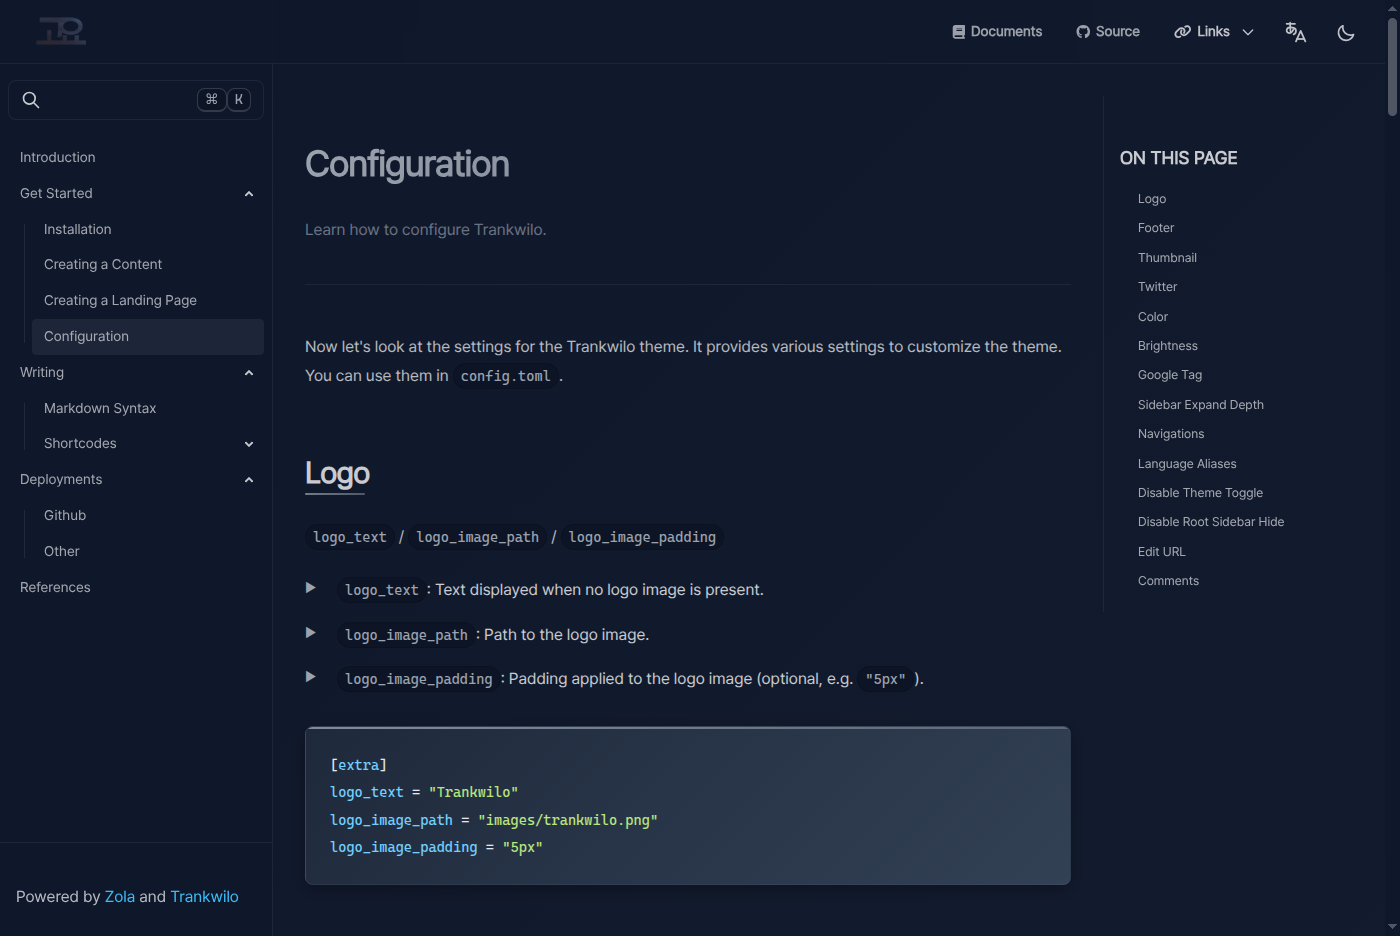 Documents
Source
Links
⌘ K
Introduction
Get Started
Installation
Creating a Content
Creating a Landing Page
Configuration
Writing
Markdown Syntax
Shortcodes
Deployments
Github
Other
References
Powered by Zola and Trankwilo
Configuration
Learn how to configure Trankwilo.
Now let's look at the settings for the Trankwilo theme. It provides various settings to customize the theme.
You can use them in config.toml .
Logo
logo_text / logo_image_path / logo_image_padding
logo_text : Text displayed when no logo image is present.
logo_image_path : Path to the logo image.
logo_image_padding : Padding applied to the logo image (optional, e.g. "5px" ).
[extra]
logo_text = "Trankwilo"
logo_image_path = "images/trankwilo.png"
logo_image_padding = "5px"
ON THIS PAGE
Logo
Footer
Thumbnail
Twitter
Color
Brightness
Google Tag
Sidebar Expand Depth
Navigations
Language Aliases
Disable Theme Toggle
Disable Root Sidebar Hide
Edit URL
Comments